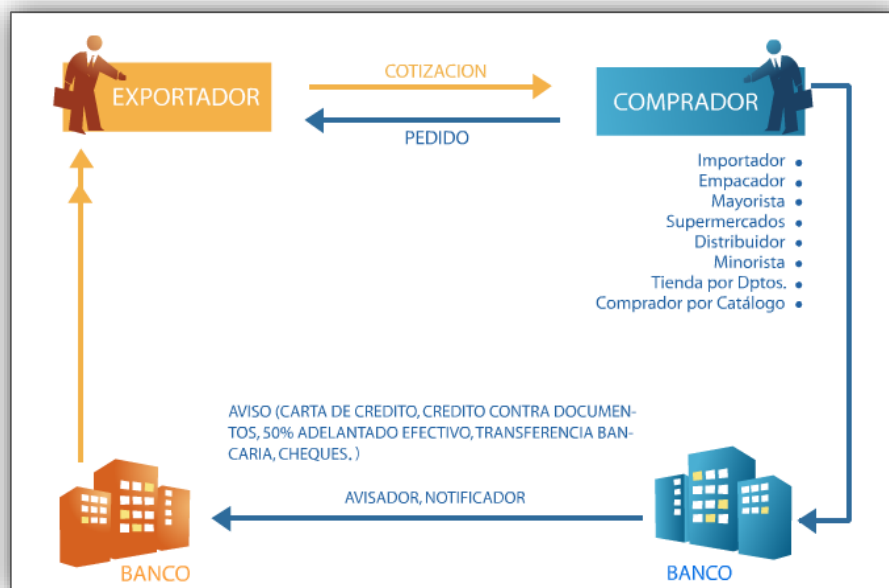 EXPORTADOR
COTIZACION
COMPRADOR
PEDIDO
Importador •
Empacador •
Mayorista •
Supermercados •
Distribuidor •
Minorista •
Tienda por Dptos. •
Comprador por Catálogo •
AVISO (CARTA DE CREDITO, CREDITO CONTRA DOCUMEN-
TOS, 50% ADELANTADO EFECTIVO, TRANSFERENCIA BAN-
CARIA, CHEQUES. )
AVISADOR, NOTIFICADOR
BANCO
BANCO